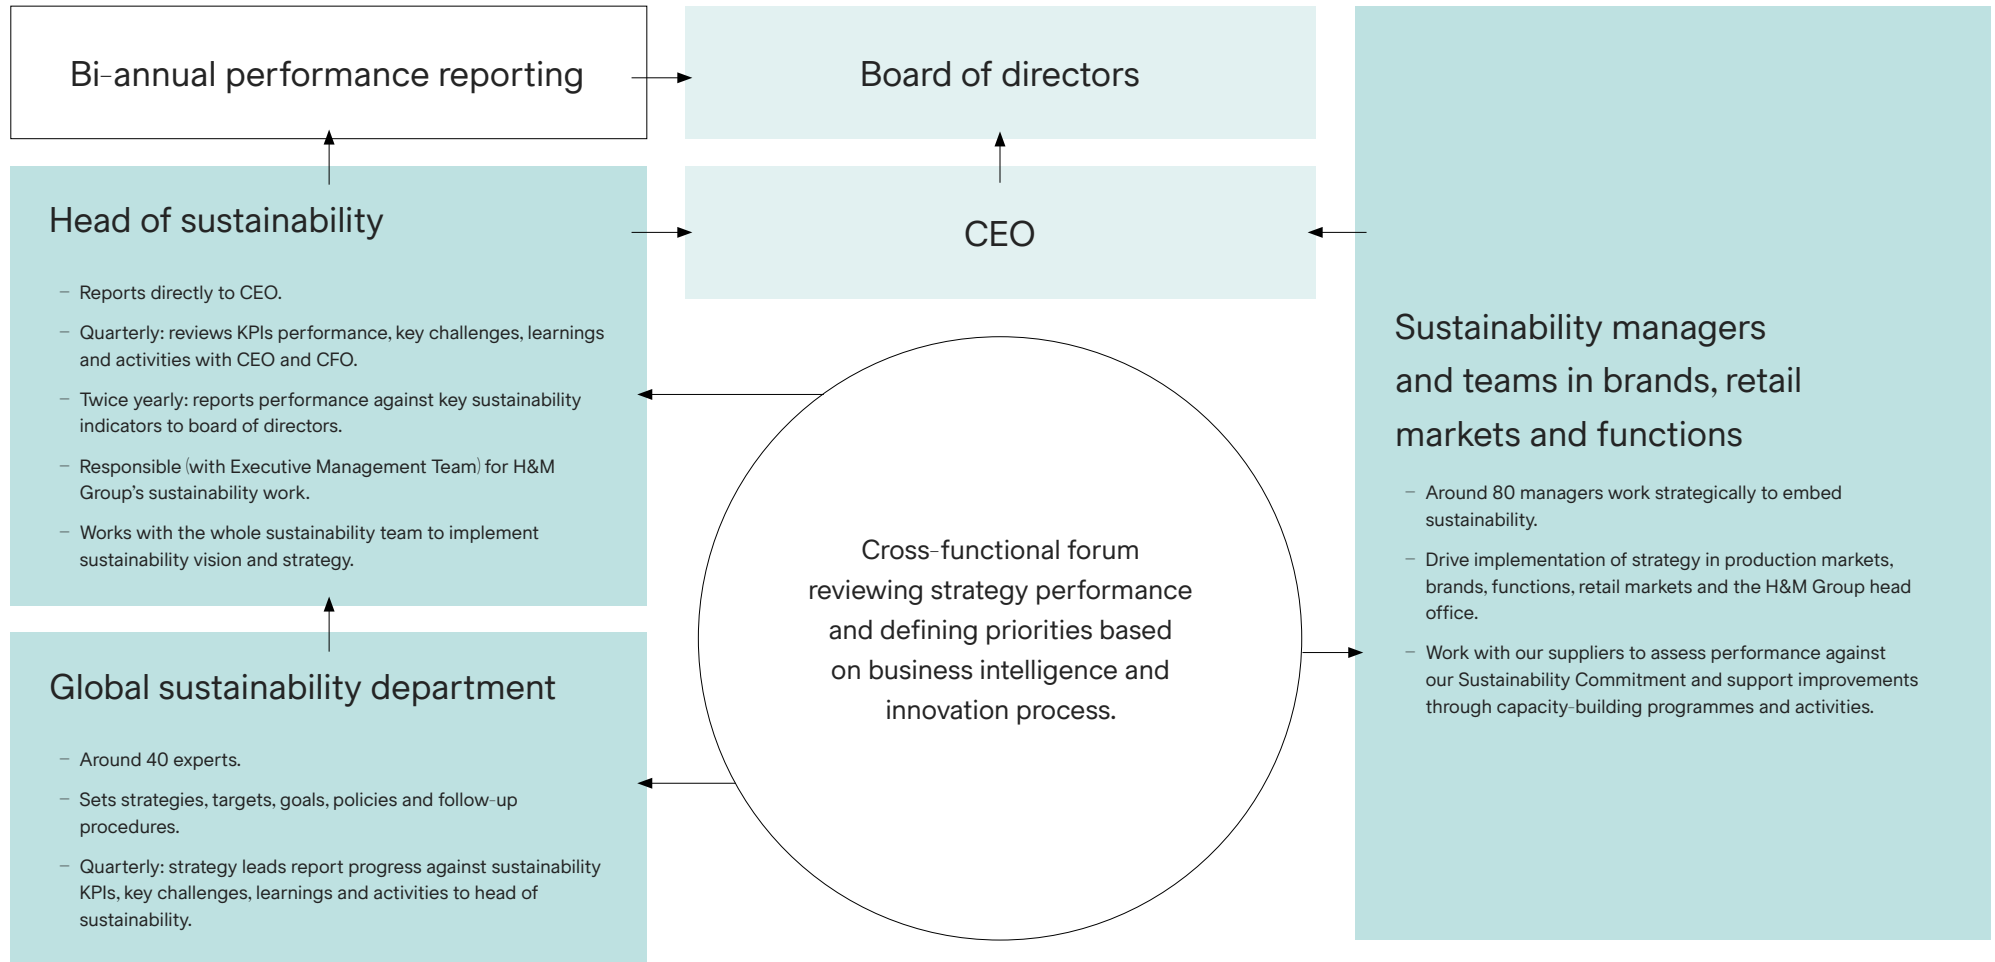 Bi-annual performance reporting
Board of directors
Head of sustainability
– Reports directly to CEO.
– Quarterly: reviews KPIs performance, key challenges, learnings
and activities with CEO and CFO.
– Twice yearly: reports performance against key sustainability
indicators to board of directors.
– Responsible (with Executive Management Team) for H&M
Group’s sustainability work.
– Works with the whole sustainability team to implement
sustainability vision and strategy.
CEO
Global sustainability department
– Around 40 experts.
– Sets strategies, targets, goals, policies and follow-up
procedures.
– Quarterly: strategy leads report progress against sustainability
KPIs, key challenges, learnings and activities to head of
sustainability.
Cross-functional forum
reviewing strategy performance
and defining priorities based
on business intelligence and
innovation process.
Sustainability managers
and teams in brands, retail
markets and functions
– Around 80 managers work strategically to embed
sustainability.
– Drive implementation of strategy in production markets,
brands, functions, retail markets and the H&M Group head
office.
– Work with our suppliers to assess performance against
our Sustainability Commitment and support improvements
through capacity-building programmes and activities.